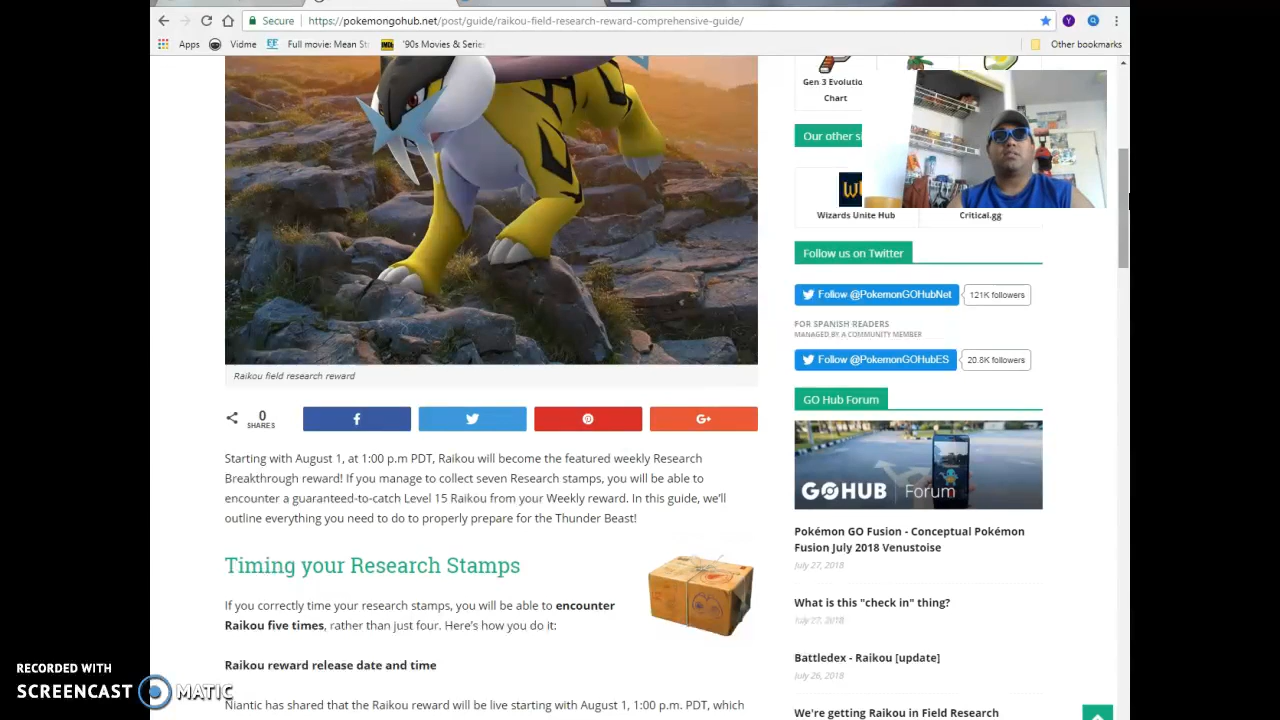 Secure
https://pokemongohub.net/post/guide/raikou-field-research-reward-comprehensive-guide/
Apps
Vidme
Full movie: Mean St
'90s Movies & Serie
Other bookmarks
Gen 3 Evolutio
Chart
Our other si
Wizards Unite Hub
Critical.gg
Follow us on Twitter
Follow @PokemonGOHubNet
121K followers
FOR SPANISH READERS
MANAGED BY A COMMUNITY MEMBER
Follow @PokemonGOHubES
20.8K followers
GO Hub Forum
GOHUB Forum
Pokémon GO Fusion - Conceptual Pokémon
Fusion July 2018 Venustoise
July 27, 2018
What is this "check in" thing?
July 27, 2018
Battledex - Raikou [update]
July 26, 2018
We're getting Raikou in Field Research
Raikou field research reward
0
SHARES
Starting with August 1, at 1:00 p.m PDT, Raikou will become the featured weekly Research
Breakthrough reward! If you manage to collect seven Research stamps, you will be able to
encounter a guaranteed-to-catch Level 15 Raikou from your Weekly reward. In this guide, we'll
outline everything you need to do to properly prepare for the Thunder Beast!
Timing your Research Stamps
If you correctly time your research stamps, you will be able to encounter
Raikou five times, rather than just four. Here's how you do it:
Raikou reward release date and time
Niantic has shared that the Raikou reward will be live starting with August 1, 1:00 p.m. PDT, which
RECORDED WITH
SCREENCAST MATIC